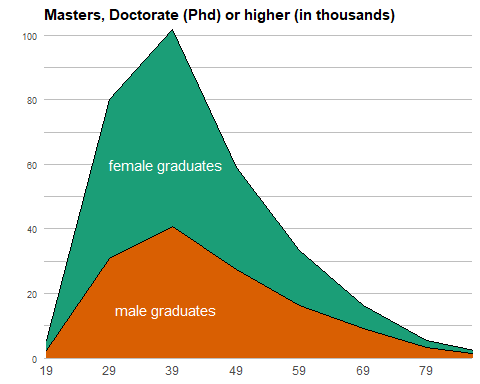 Masters, Doctorate (Phd) or higher (in thousands)
100
80
60
40
20
0
female graduates
male graduates
19 29 39 49 59 69 79